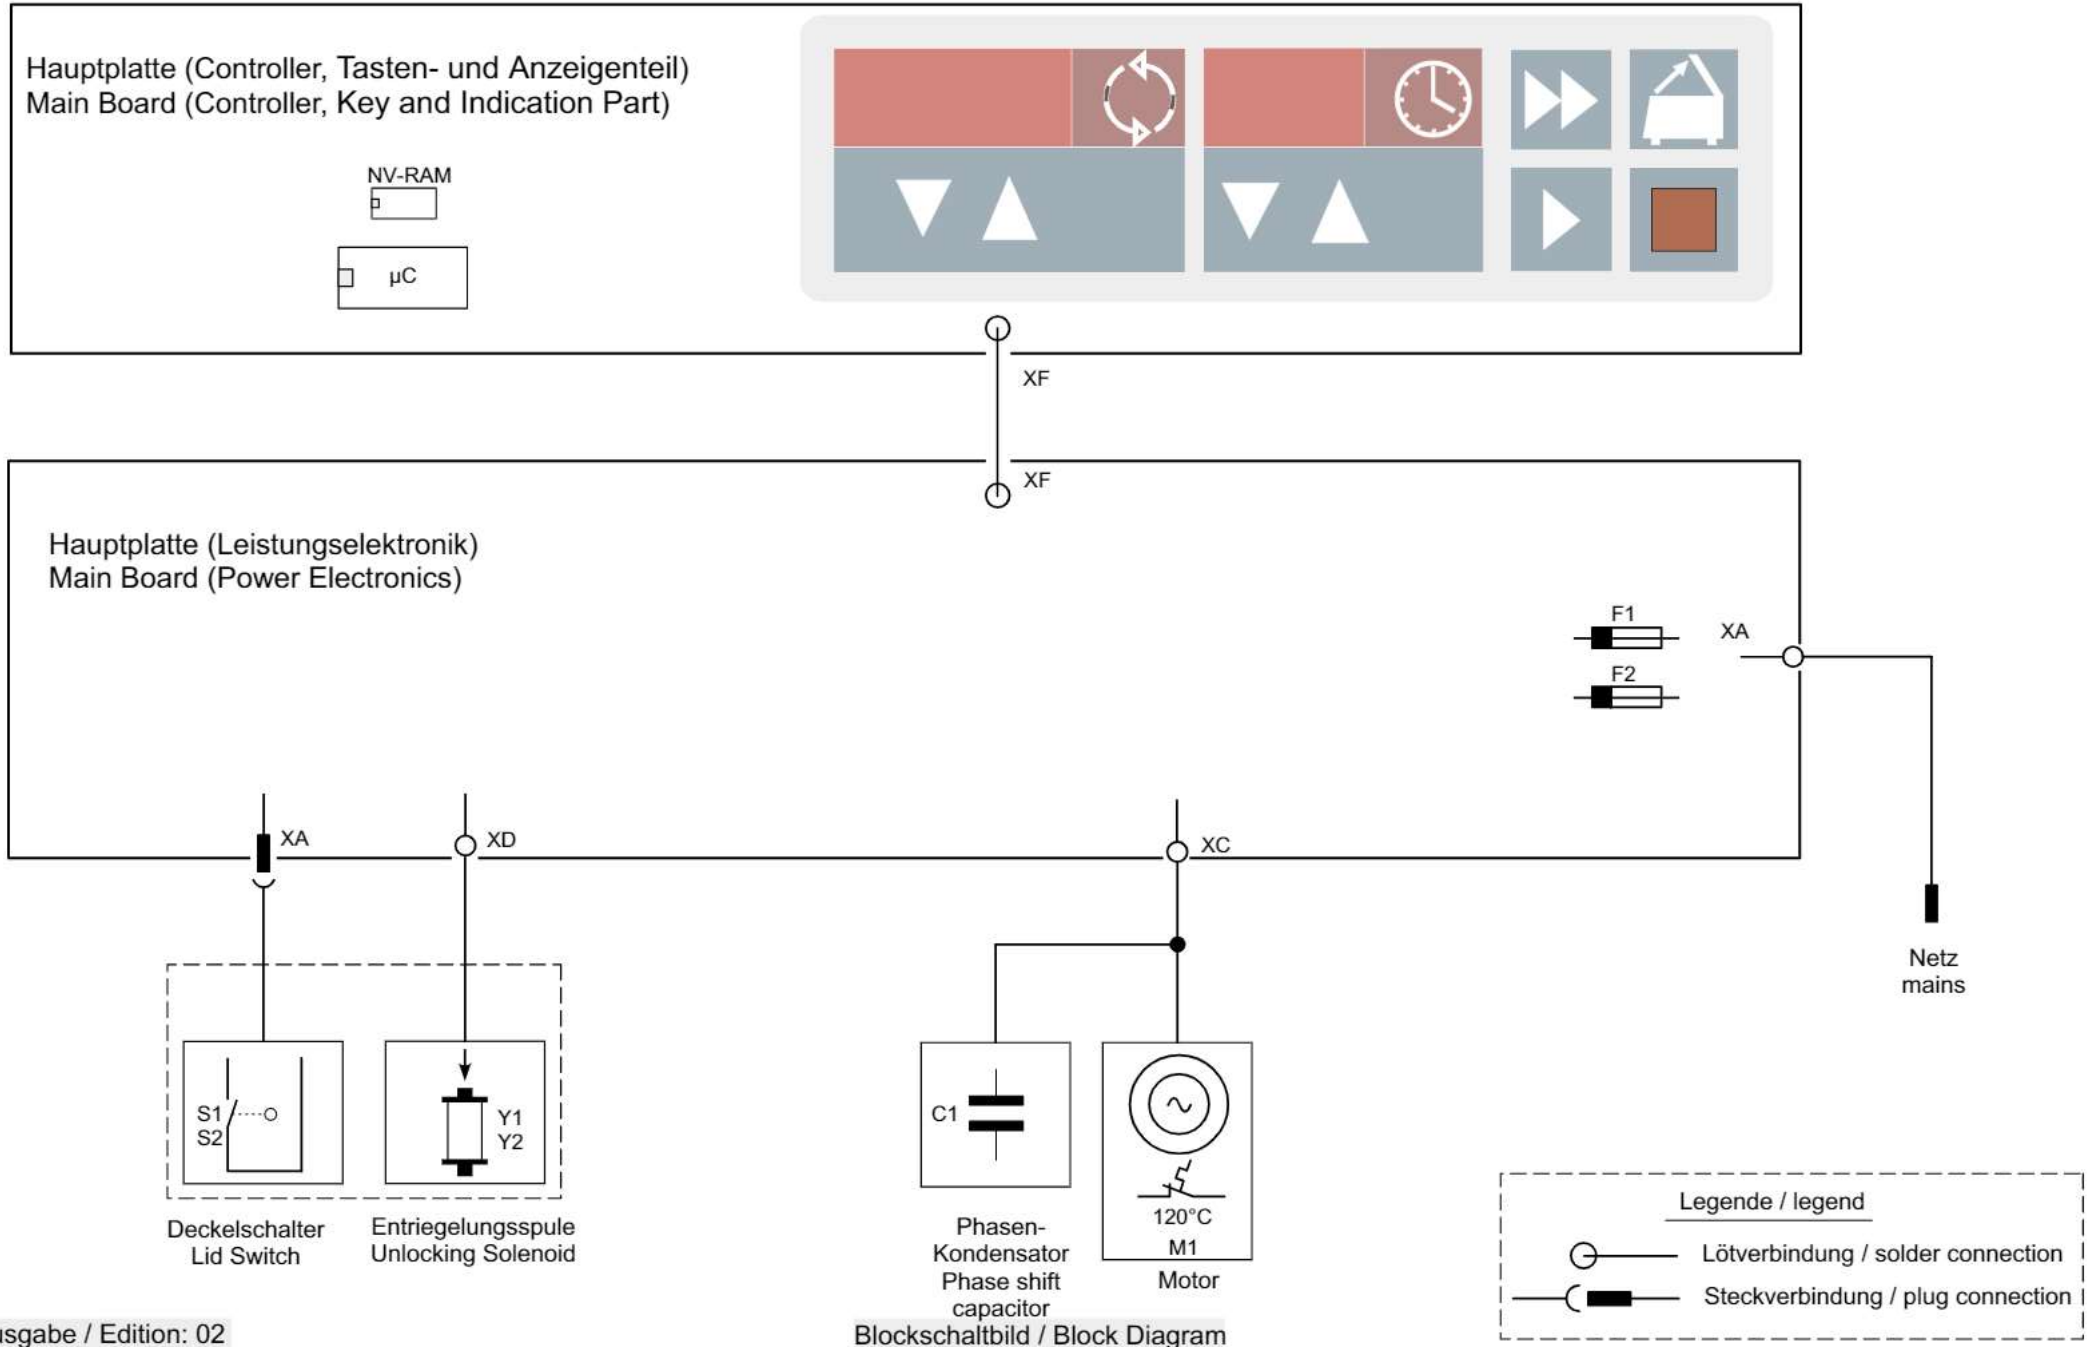 Hauptplatte (Controller, Tasten- und Anzeigenteil)
Main Board (Controller, Key and Indication Part)
NV-RAM
µC
XF
XF
Hauptplatte (Leistungselektronik)
Main Board (Power Electronics)
F1
XA
F2
XA
XD
XC
Netz
mains
S1
S2
Y1
Y2
C1
120°C
M1
Deckelschalter
Lid Switch
Entriegelungsspule
Unlocking Solenoid
Phasen-
Kondensator
Phase shift
capacitor
Motor
Legende / legend
Lötverbindung / solder connection
Steckverbindung / plug connection
usgabe / Edition: 02
Blockschaltbild / Block Diagram